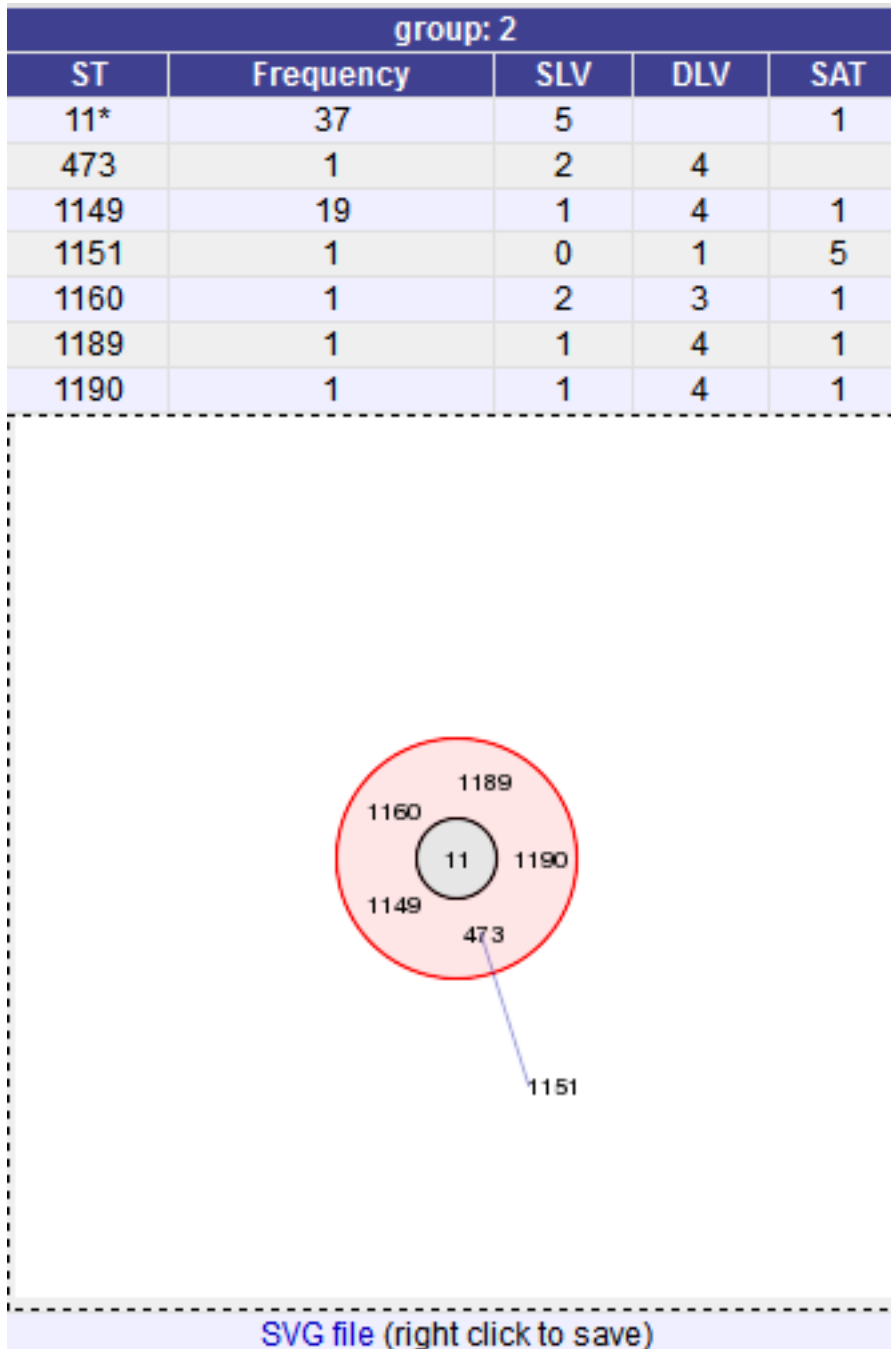 group: 2
ST Frequency SLV DLV SAT
11* 37 5 1
473 1 2 4
1149 19 1 4 1
1151 1 0 1 5
1160 1 2 3 1
1189 1 1 4 1
1190 1 1 4 1
1189
1160
11 1190
1149
473
1151
SVG file (right click to save)